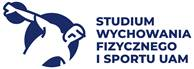 STUDIUM
WYCHOWANIA
FIZYCZNEGO
I SPORTU UAM